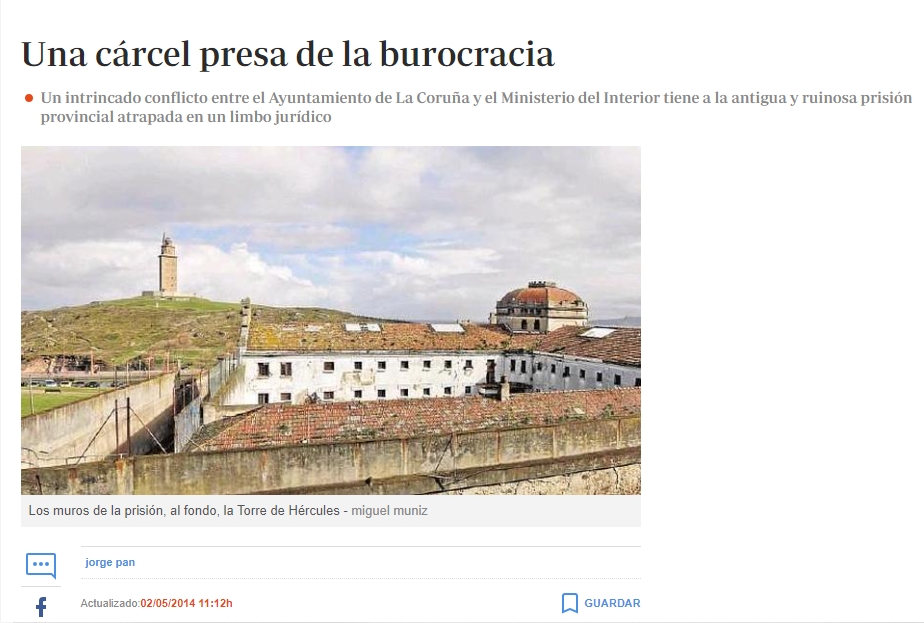 Una cárcel presa de la burocracia
Un intrincado conflicto entre el Ayuntamiento de La Coruña y el Ministerio del Interior tiene a la antigua y ruinosa prisión
provincial atrapada en un limbo jurídico
Los muros de la prisión, al fondo, la Torre de Hércules - miguel muniz
jorge pan
Actualizado:02/05/2014 11:12h
GUARDAR